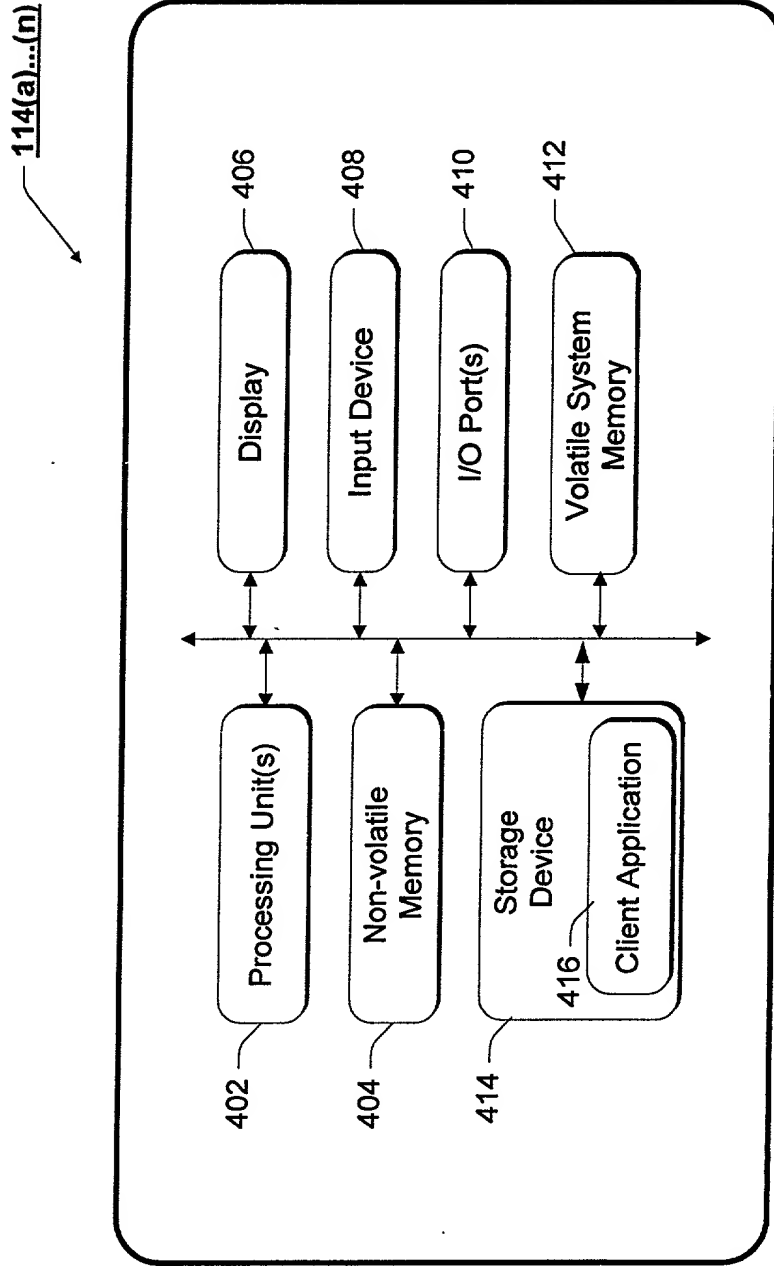 114(a)...(n)
402
Processing Unit(s)
404
Non-volatile
Memory
414
Storage
Device
416
Client Application
Display
406
Input Device
408
I/O Port(s)
410
Volatile System
Memory
412